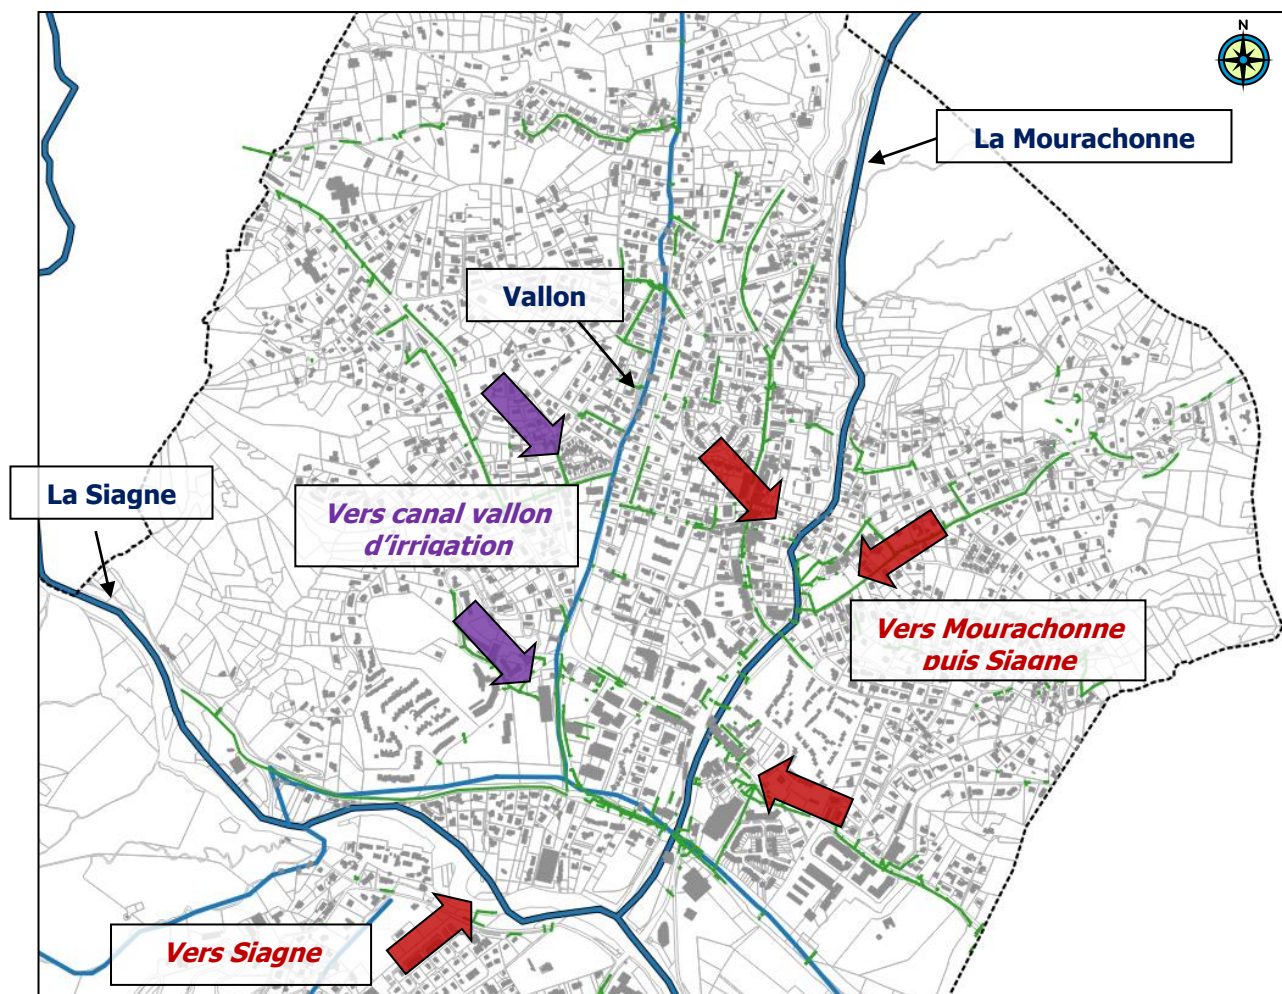 N
La Mourachonne
Vallon
La Siagne
Vers canal vallon
d'irrigation
Vers Mourachonne
puis Siagne
Vers Siagne